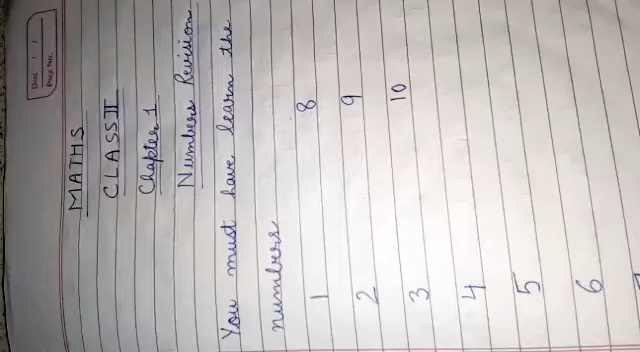 Date / /
Page No.
MATHS
CLASS II
Chapter 1
Numbers Revision
You must have learn the
numbers
1 8
2 9
3 10
4
5
6